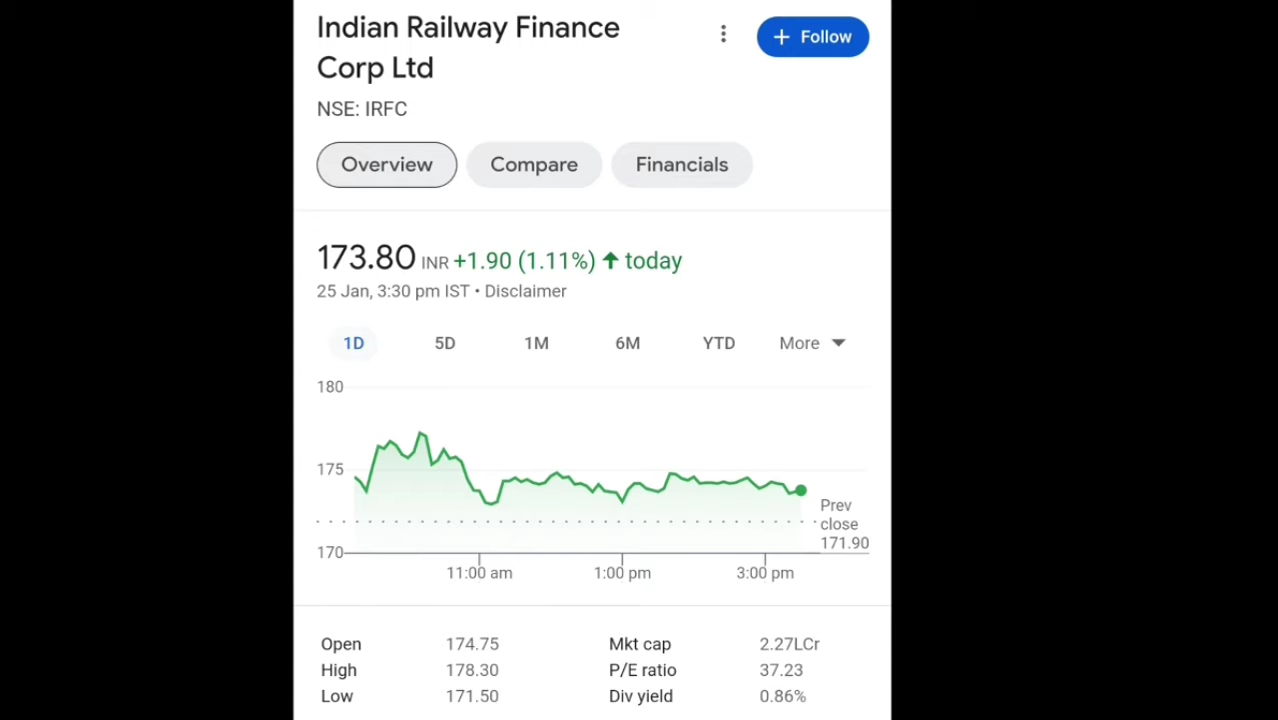 Indian Railway Finance
Corp Ltd
+ Follow
NSE: IRFC
Overview Compare Financials
173.80 INR +1.90 (1.11%) ↑ today
25 Jan, 3:30 pm IST • Disclaimer
1D 5D 1M 6M YTD More
180
175
170
Prev
close
171.90
11:00 am 1:00 pm 3:00 pm
Open 174.75 Mkt cap 2.27LCr
High 178.30 P/E ratio 37.23
Low 171.50 Div yield 0.86%